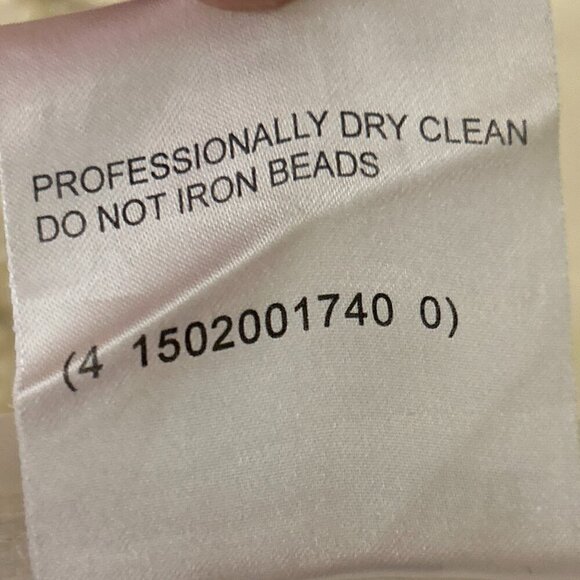 PROFESSIONALLY DRY CLEAN
DO NOT IRON BEADS
(4 1502001740 0)